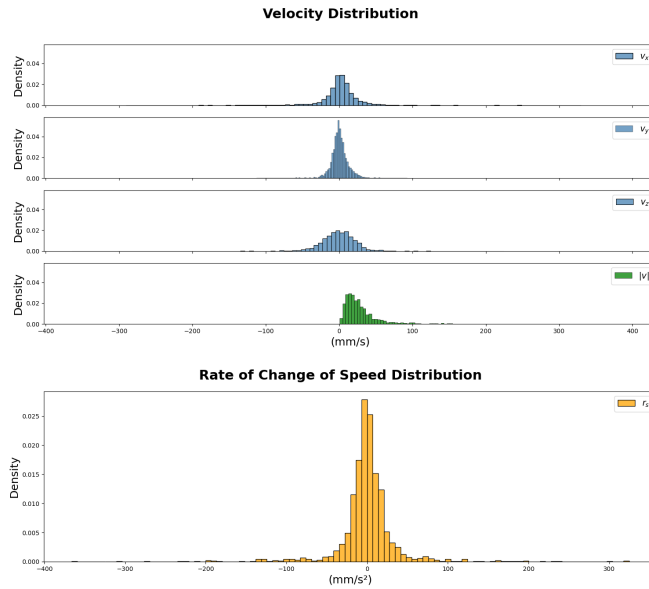 Velocity Distribution
Density
0.04
0.02
0.00
vₓ
Density
0.04
0.02
0.00
v_y
Density
0.04
0.02
0.00
v_z
Density
0.04
0.02
0.00
|v|
−400 −300 −200 −100 0 100 200 300 400
(mm/s)
Rate of Change of Speed Distribution
Density
0.025
0.020
0.015
0.010
0.005
0.000
r_s
−400 −300 −200 −100 0 100 200 300
(mm/s²)